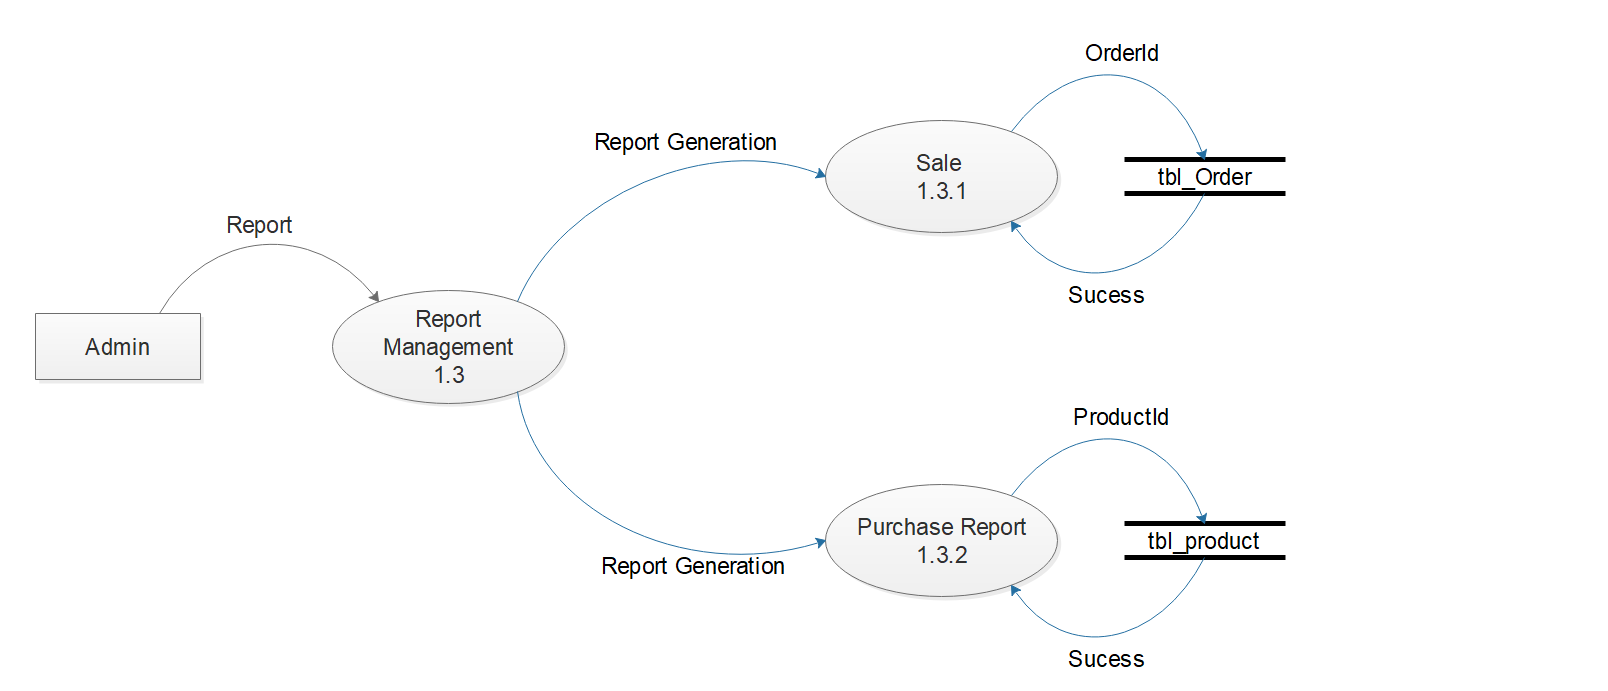 OrderId
Report Generation
Sale
1.3.1
tbl_Order
Report
Sucess
Admin
Report
Management
1.3
ProductId
Purchase Report
1.3.2
tbl_product
Report Generation
Sucess